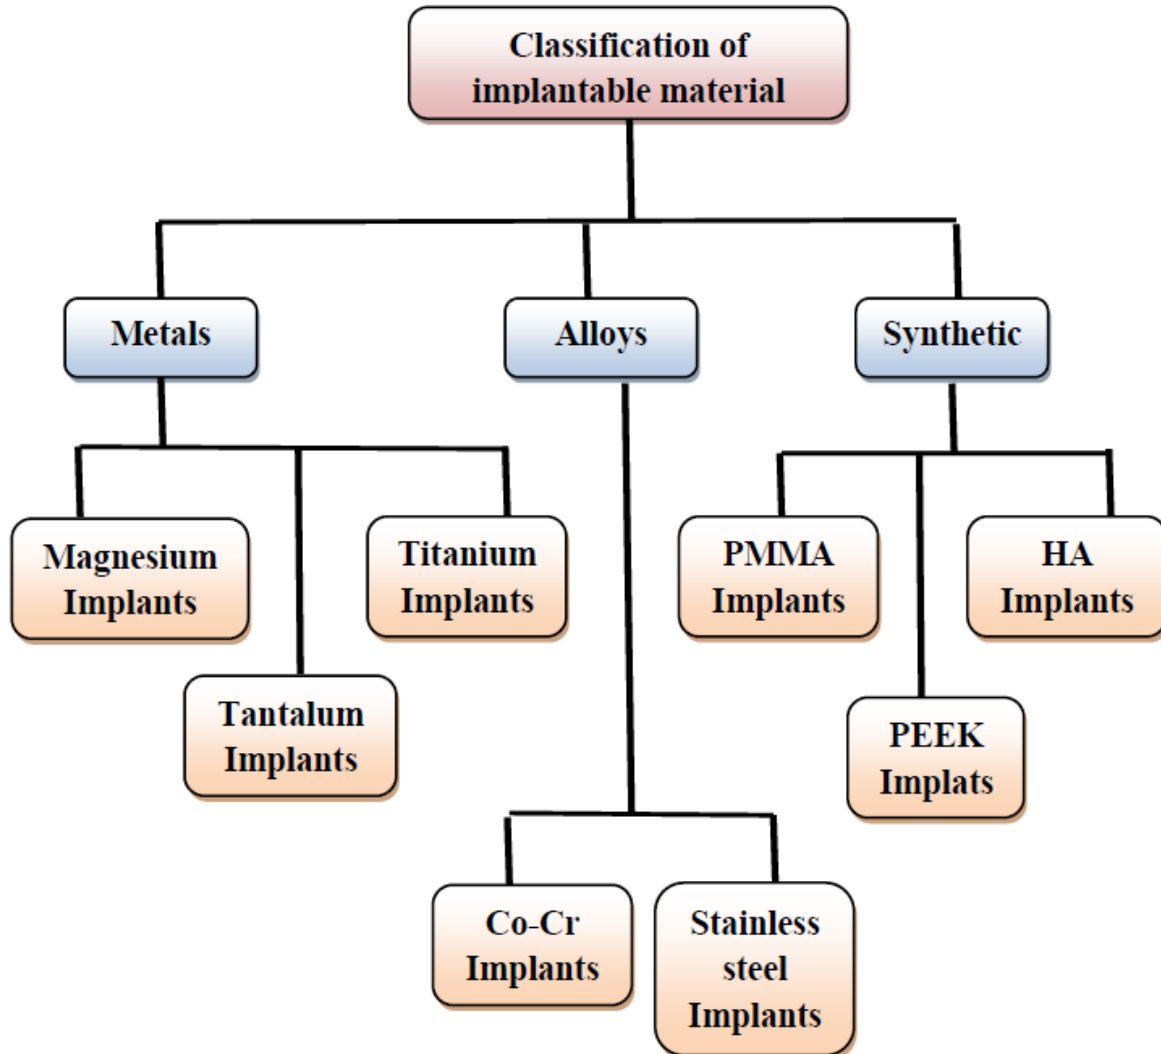 Classification of
implantable material
Metals
Alloys
Synthetic
Magnesium
Implants
Titanium
Implants
PMMA
Implants
HA
Implants
Tantalum
Implants
PEEK
Implats
Co-Cr
Implants
Stainless
steel
Implants